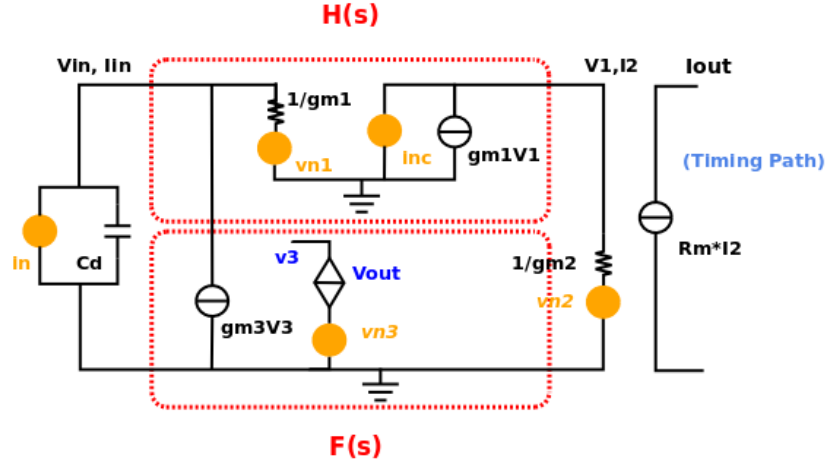 H(s)
Vin, Iin
V1,I2
Iout
1/gm1
vn1
inc
gm1V1
(Timing Path)
in
Cd
v3
Vout
1/gm2
Rm*I2
gm3V3
vn3
vn2
F(s)